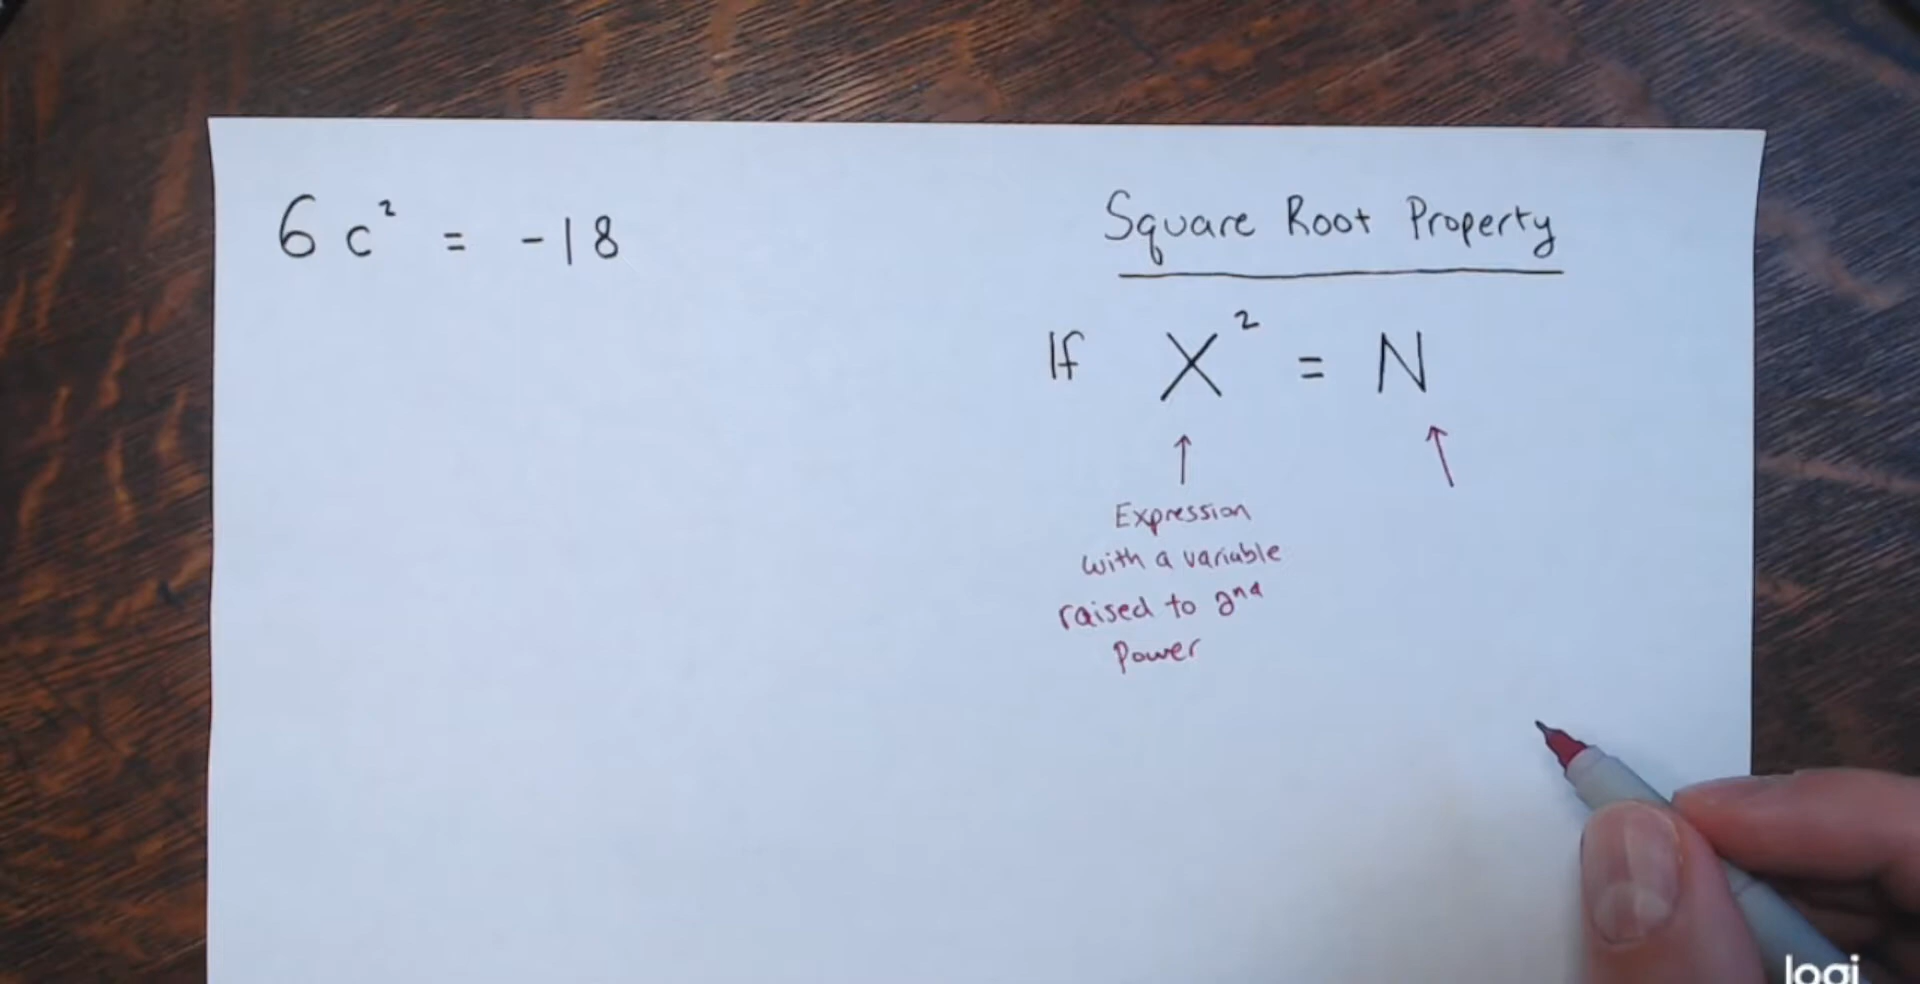 6c² = -18
Square Root Property
If X² = N
↑ ↑
Expression
with a variable
raised to 2nd
Power
logi